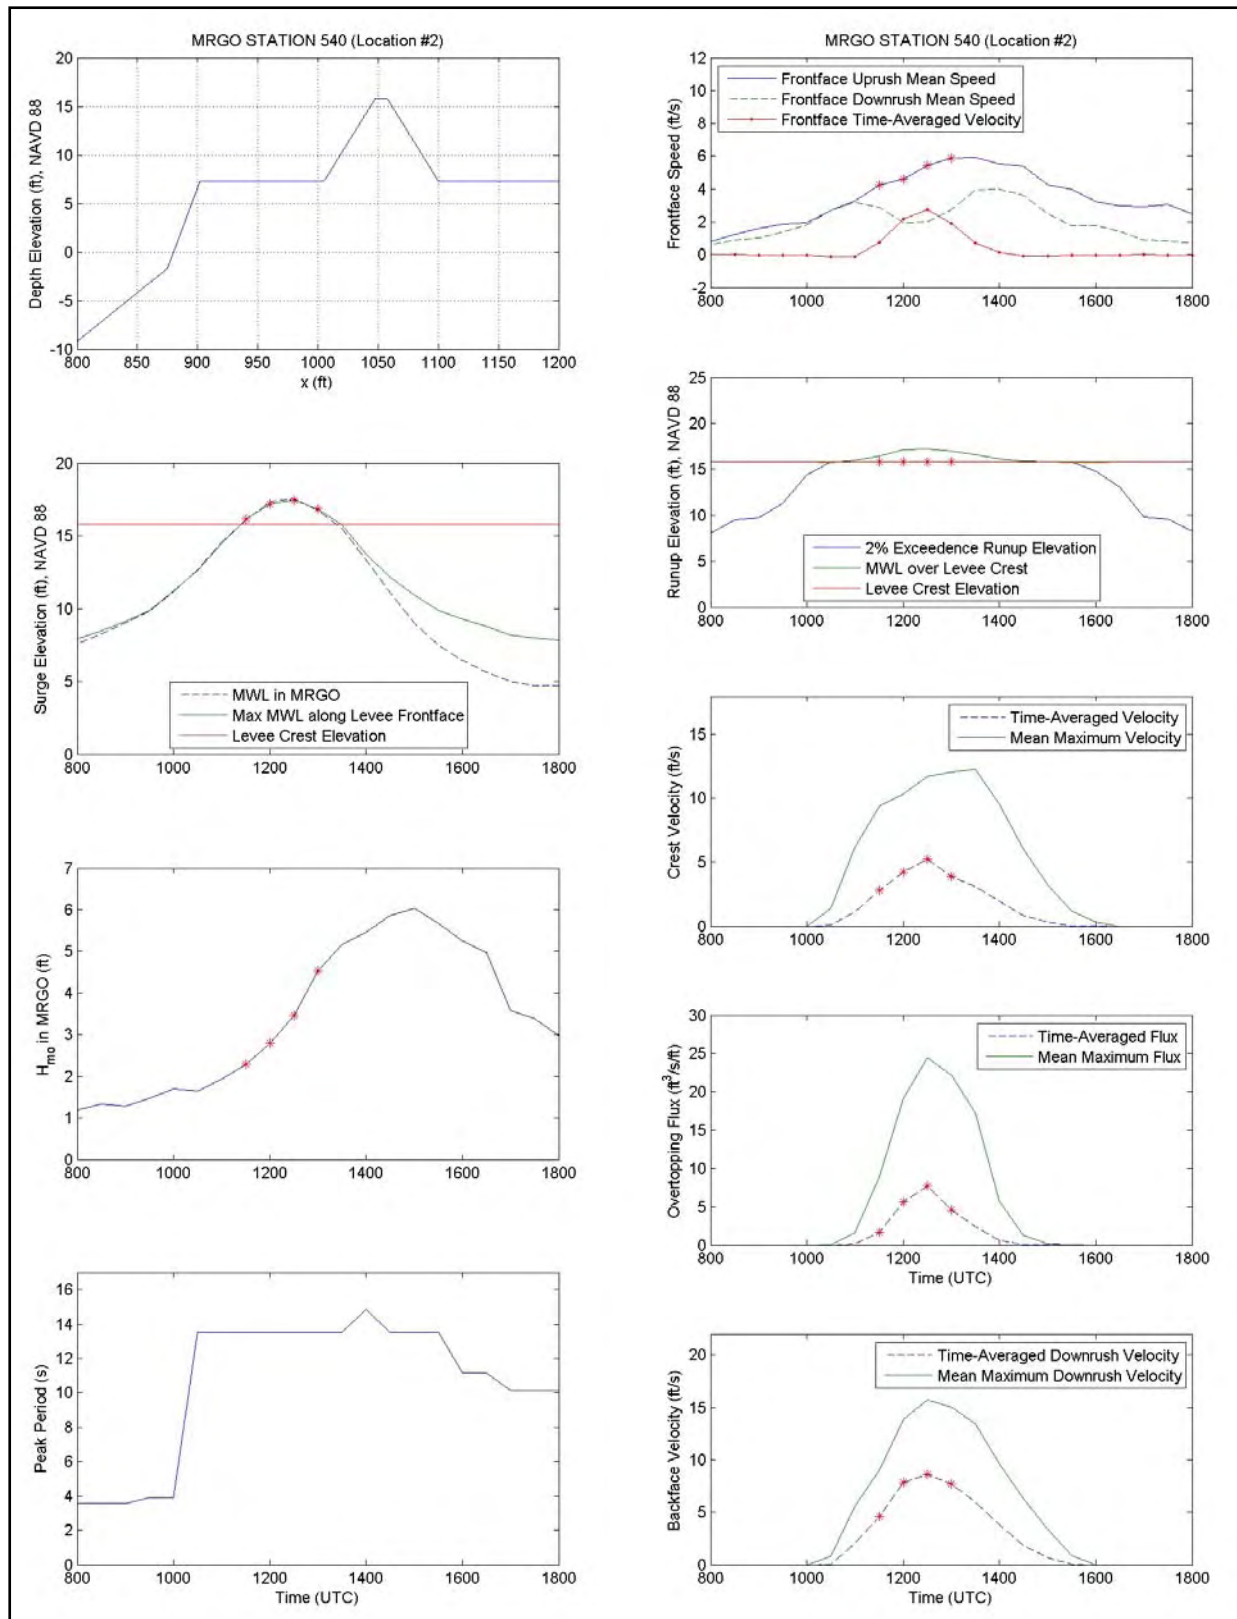 MRGO STATION 540 (Location #2)
Depth Elevation (ft), NAVD 88
20
15
10
5
0
-5
-10
800 850 900 950 1000 1050 1100 1150 1200
x (ft)
Surge Elevation (ft), NAVD 88
20
15
10
5
0
MWL in MRGO
Max MWL along Levee Frontface
Levee Crest Elevation
800 1000 1200 1400 1600 1800
H_mo in MRGO (ft)
7
6
5
4
3
2
1
0
800 1000 1200 1400 1600 1800
Peak Period (s)
16
14
12
10
8
6
4
2
0
800 1000 1200 1400 1600 1800
Time (UTC)
MRGO STATION 540 (Location #2)
Frontface Speed (ft/s)
12
10
8
6
4
2
0
-2
Frontface Uprush Mean Speed
Frontface Downrush Mean Speed
Frontface Time-Averaged Velocity
800 1000 1200 1400 1600 1800
Runup Elevation (ft), NAVD 88
25
20
15
10
5
0
2% Exceedence Runup Elevation
MWL over Levee Crest
Levee Crest Elevation
800 1000 1200 1400 1600 1800
Crest Velocity (ft/s)
15
10
5
0
Time-Averaged Velocity
Mean Maximum Velocity
800 1000 1200 1400 1600 1800
Overtopping Flux (ft³/s/ft)
30
25
20
15
10
5
0
Time-Averaged Flux
Mean Maximum Flux
800 1000 1200 1400 1600 1800
Time (UTC)
Backface Velocity (ft/s)
20
15
10
5
0
Time-Averaged Downrush Velocity
Mean Maximum Downrush Velocity
800 1000 1200 1400 1600 1800
Time (UTC)